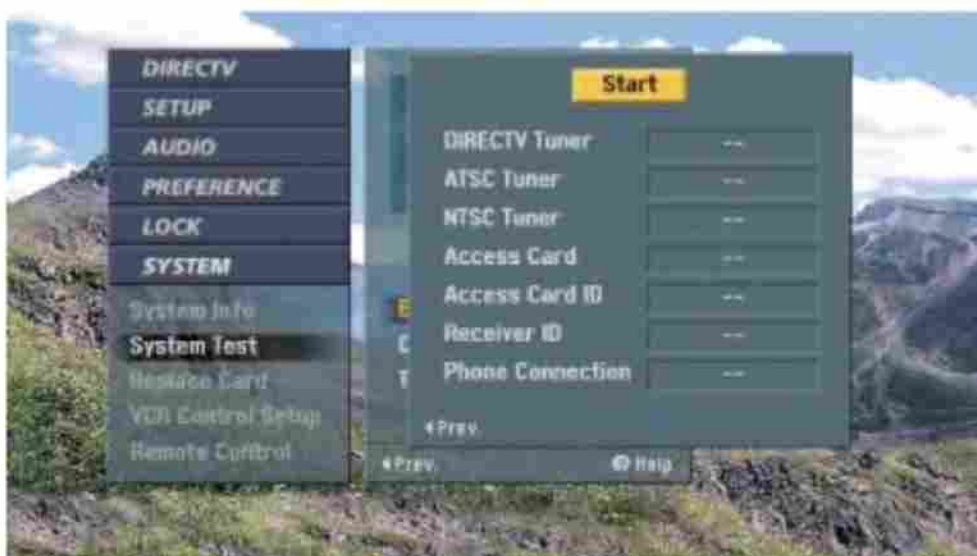 DIRECTV
SETUP
AUDIO
PREFERENCE
LOCK
SYSTEM
System Info
System Test
Replace Card
VCR Control Setup
Remote Control
Start
DIRECTV Tuner --
ATSC Tuner --
NTSC Tuner --
Access Card --
Access Card ID --
Receiver ID --
Phone Connection --
Prev.
Prev.
Help